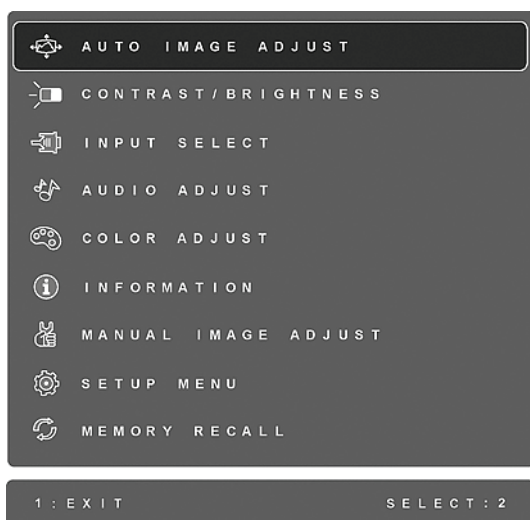 AUTO IMAGE ADJUST
CONTRAST/BRIGHTNESS
INPUT SELECT
AUDIO ADJUST
COLOR ADJUST
INFORMATION
MANUAL IMAGE ADJUST
SETUP MENU
MEMORY RECALL
1:EXIT SELECT:2